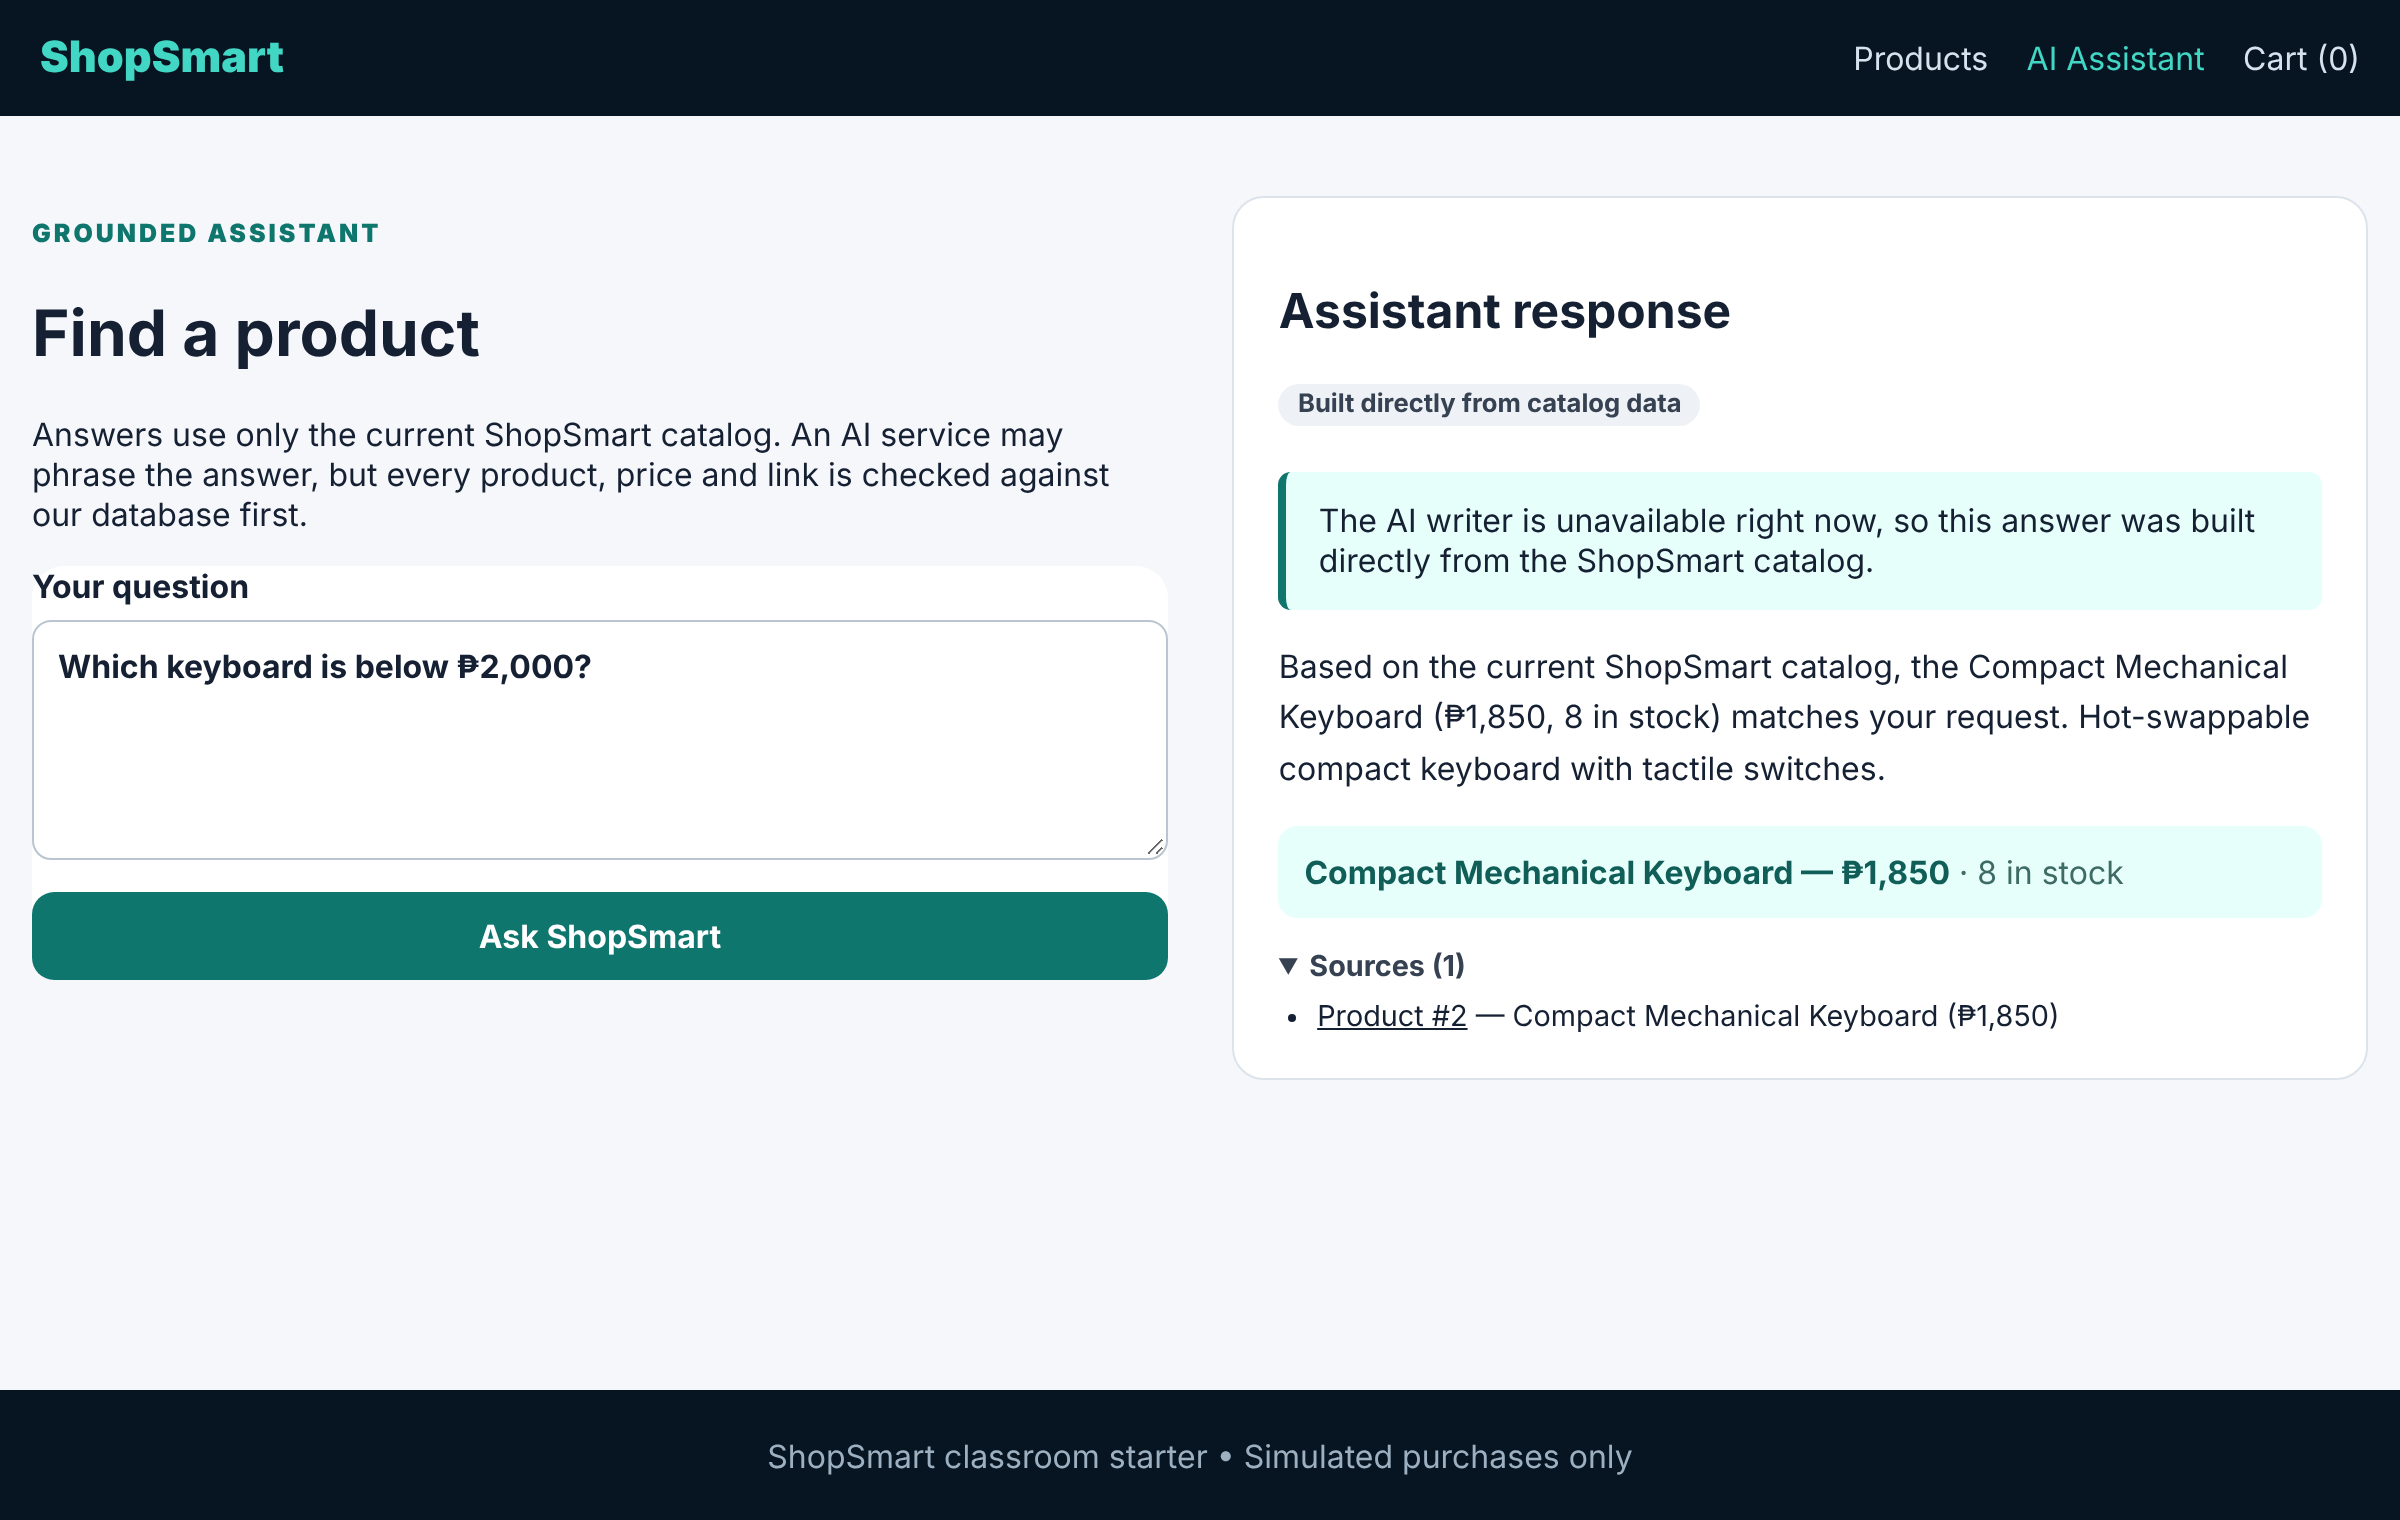 ShopSmart
Products AI Assistant Cart (0)
GROUNDED ASSISTANT
Find a product
Answers use only the current ShopSmart catalog. An AI service may
phrase the answer, but every product, price and link is checked against
our database first.
Your question
Which keyboard is below ₱2,000?
Ask ShopSmart
Assistant response
Built directly from catalog data
The AI writer is unavailable right now, so this answer was built
directly from the ShopSmart catalog.
Based on the current ShopSmart catalog, the Compact Mechanical
Keyboard (₱1,850, 8 in stock) matches your request. Hot-swappable
compact keyboard with tactile switches.
Compact Mechanical Keyboard — ₱1,850 · 8 in stock
▼ Sources (1)
• Product #2 — Compact Mechanical Keyboard (₱1,850)
ShopSmart classroom starter • Simulated purchases only